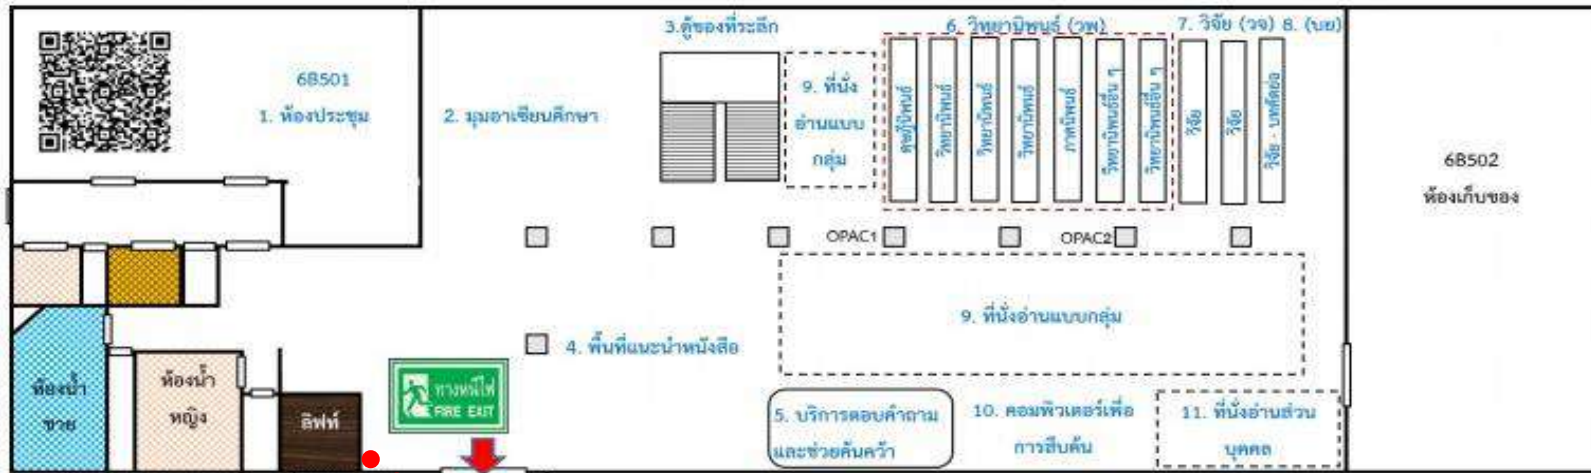 3.ตู้ของที่ระลึก
6. วิทยานิพนธ์ (วพ)
7. วิจัย (วจ) 8. (บย)
6B501
1. ห้องประชุม
2. มุมอาเซียนศึกษา
9. ที่นั่ง
อ่านแบบ
กลุ่ม
ดุษฎีนิพนธ์
วิทยานิพนธ์
วิทยานิพนธ์
วิทยานิพนธ์
ภาคนิพนธ์
วิทยานิพนธ์อื่น ๆ
วิทยานิพนธ์อื่น ๆ
วิจัย
วิจัย
วิจัย - บทคัดย่อ
6B502
ห้องเก็บของ
OPAC1
OPAC2
9. ที่นั่งอ่านแบบกลุ่ม
4. พื้นที่แนะนำหนังสือ
ห้องน้ำ
ชาย
ห้องน้ำ
หญิง
ลิฟท์
ทางหนีไฟ
FIRE EXIT
5. บริการตอบคำถาม
และช่วยค้นคว้า
10. คอมพิวเตอร์เพื่อ
การสืบค้น
11. ที่นั่งอ่านส่วน
บุคคล